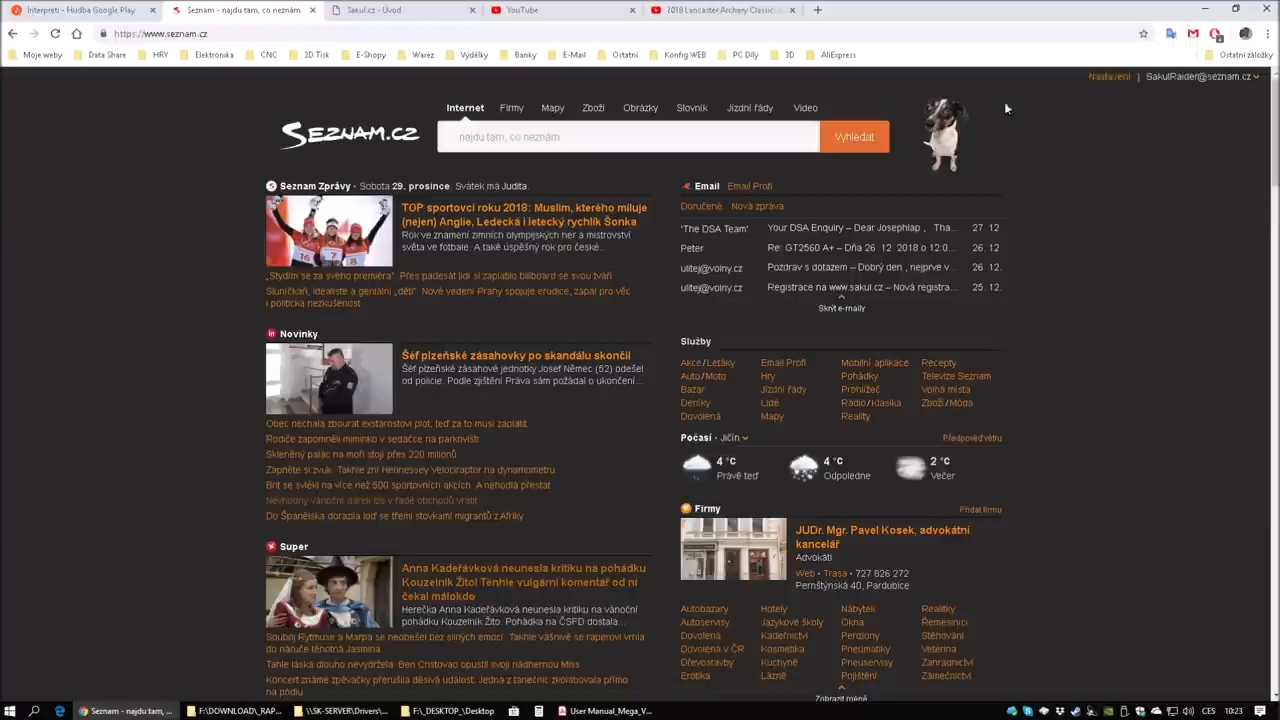 Interpreti - Hudba Google Play
Seznam - najdu tam, co neznám
Sakul.cz - Úvod
YouTube
2018 Lancaster Archery Classic
https://www.seznam.cz
Moje weby
Data Share
HRY
Elektronika
CNC
3D Tisk
E-Shopy
Warez
Výdělky
Banky
E-Mail
Ostatní
Konfig WEB
PC Díly
3D
AliExpress
Ostatní záložky
Nastavení | SakulRaider@seznam.cz
Internet Firmy Mapy Zboží Obrázky Slovník Jízdní řády Video
SEZNAM.CZ
najdu tam, co neznám
Vyhledat
Seznam Zprávy • Sobota 29. prosince. Svátek má Judita.
TOP sportovci roku 2018: Muslim, kterého miluje
(nejen) Anglie, Ledecká i letecký rychlík Šonka
Rok ve znamení zimních olympijských her a mistrovství
světa ve fotbale. A také úspěšný rok pro české...
„Stydím se za svého premiéra“ Přes padesát lidí si zaplatilo billboard se svou tváří
Sluníčkáři, idealisté a geniální „děti“ Nové vedení Prahy spojuje erudice, zápal pro věc
i politická nezkušenost
Novinky
Šéf plzeňské zásahovky po skandálu skončil
Šéf plzeňské zásahové jednotky Josef Němec (52) odešel
od policie. Podle zjištění Práva sám požádal o ukončení...
Obec nechala zbourat exstarostovi plot, teď za to musí zaplatit
Rodiče zapomněli miminko v sedačce na parkovišti
Skleněný palác na moři stojí přes 220 milionů
Zapněte si zvuk. Takhle zní Hennessey Velociraptor na dynamometru
Brit se svlékl na více než 500 sportovních akcích. A nehodlá přestat
Nevhodný vánoční dárek lze v řadě obchodů vrátit
Do Španělska dorazila loď se třemi stovkami migrantů z Afriky
Super
Anna Kadeřávková neunesla kritiku na pohádku
Kouzelník Žito! Tenhle vulgární komentář od ní
čekal málokdo
Herečka Anna Kadeřávková neunesla kritiku na vánoční
pohádku Kouzelník Žito. Pohádka na ČSFD dostala...
Souboj Rytmuse a Marpa se neobešel bez silných emocí Takhle vášnivě se raperovi vrhla
do náruče těhotná Jasmina
Tahle láska dlouho nevydržela. Ben Cristovao opustil svoji nádhernou Miss
Koncert známé zpěvačky přerušila děsivá událost. Jedna z tanečnic zkolabovala přímo
na pódiu
Email Email Profi
Doručené Nová zpráva
'The DSA Team' Your DSA Enquiry – Dear Josephlap , Tha... 27. 12.
Peter Re: GT2560 A+ – Dňa 26. 12. 2018 o 12:0... 26. 12.
ulitej@volny.cz Pozdrav s dotazem – Dobrý den , nejprve v... 26. 12.
ulitej@volny.cz Registrace na www.sakul.cz – Nová registra... 25. 12.
Skrýt e-maily
Služby
Akce/Letáky Email Profi Mobilní aplikace Recepty
Auto/Moto Hry Pohádky Televize Seznam
Bazar Jízdní řády Prohlížeč Volná místa
Deníky Lidé Rádio/Klasika Zboží/Móda
Dovolená Mapy Reality
Počasí • Jičín
Předpověď větru
4 °C Právě teď
4 °C Odpoledne
2 °C Večer
Firmy
Přidat firmu
JUDr. Mgr. Pavel Kosek, advokátní
kancelář
Advokáti
Web • Trasa • 727 826 272
Pernštýnská 40, Pardubice
Autobazary Hotely Nábytek Realitky
Autoservisy Jazykové školy Okna Řemeslníci
Dovolená Kadeřnictví Penziony Stěhování
Dovolená v ČR Kosmetika Pneumatiky Veterina
Dřevostavby Kuchyně Pneuservisy Zahradnictví
Erotika Lázně Pojištění Zámečnictví
Zobrazit méně
Seznam - najdu tam, ...
F:\DOWNLOAD\_RAP...
\\SK-SERVER\Drivers\...
F:\_DESKTOP_\Desktop
User Manual_Mega_V...
CES
10:23